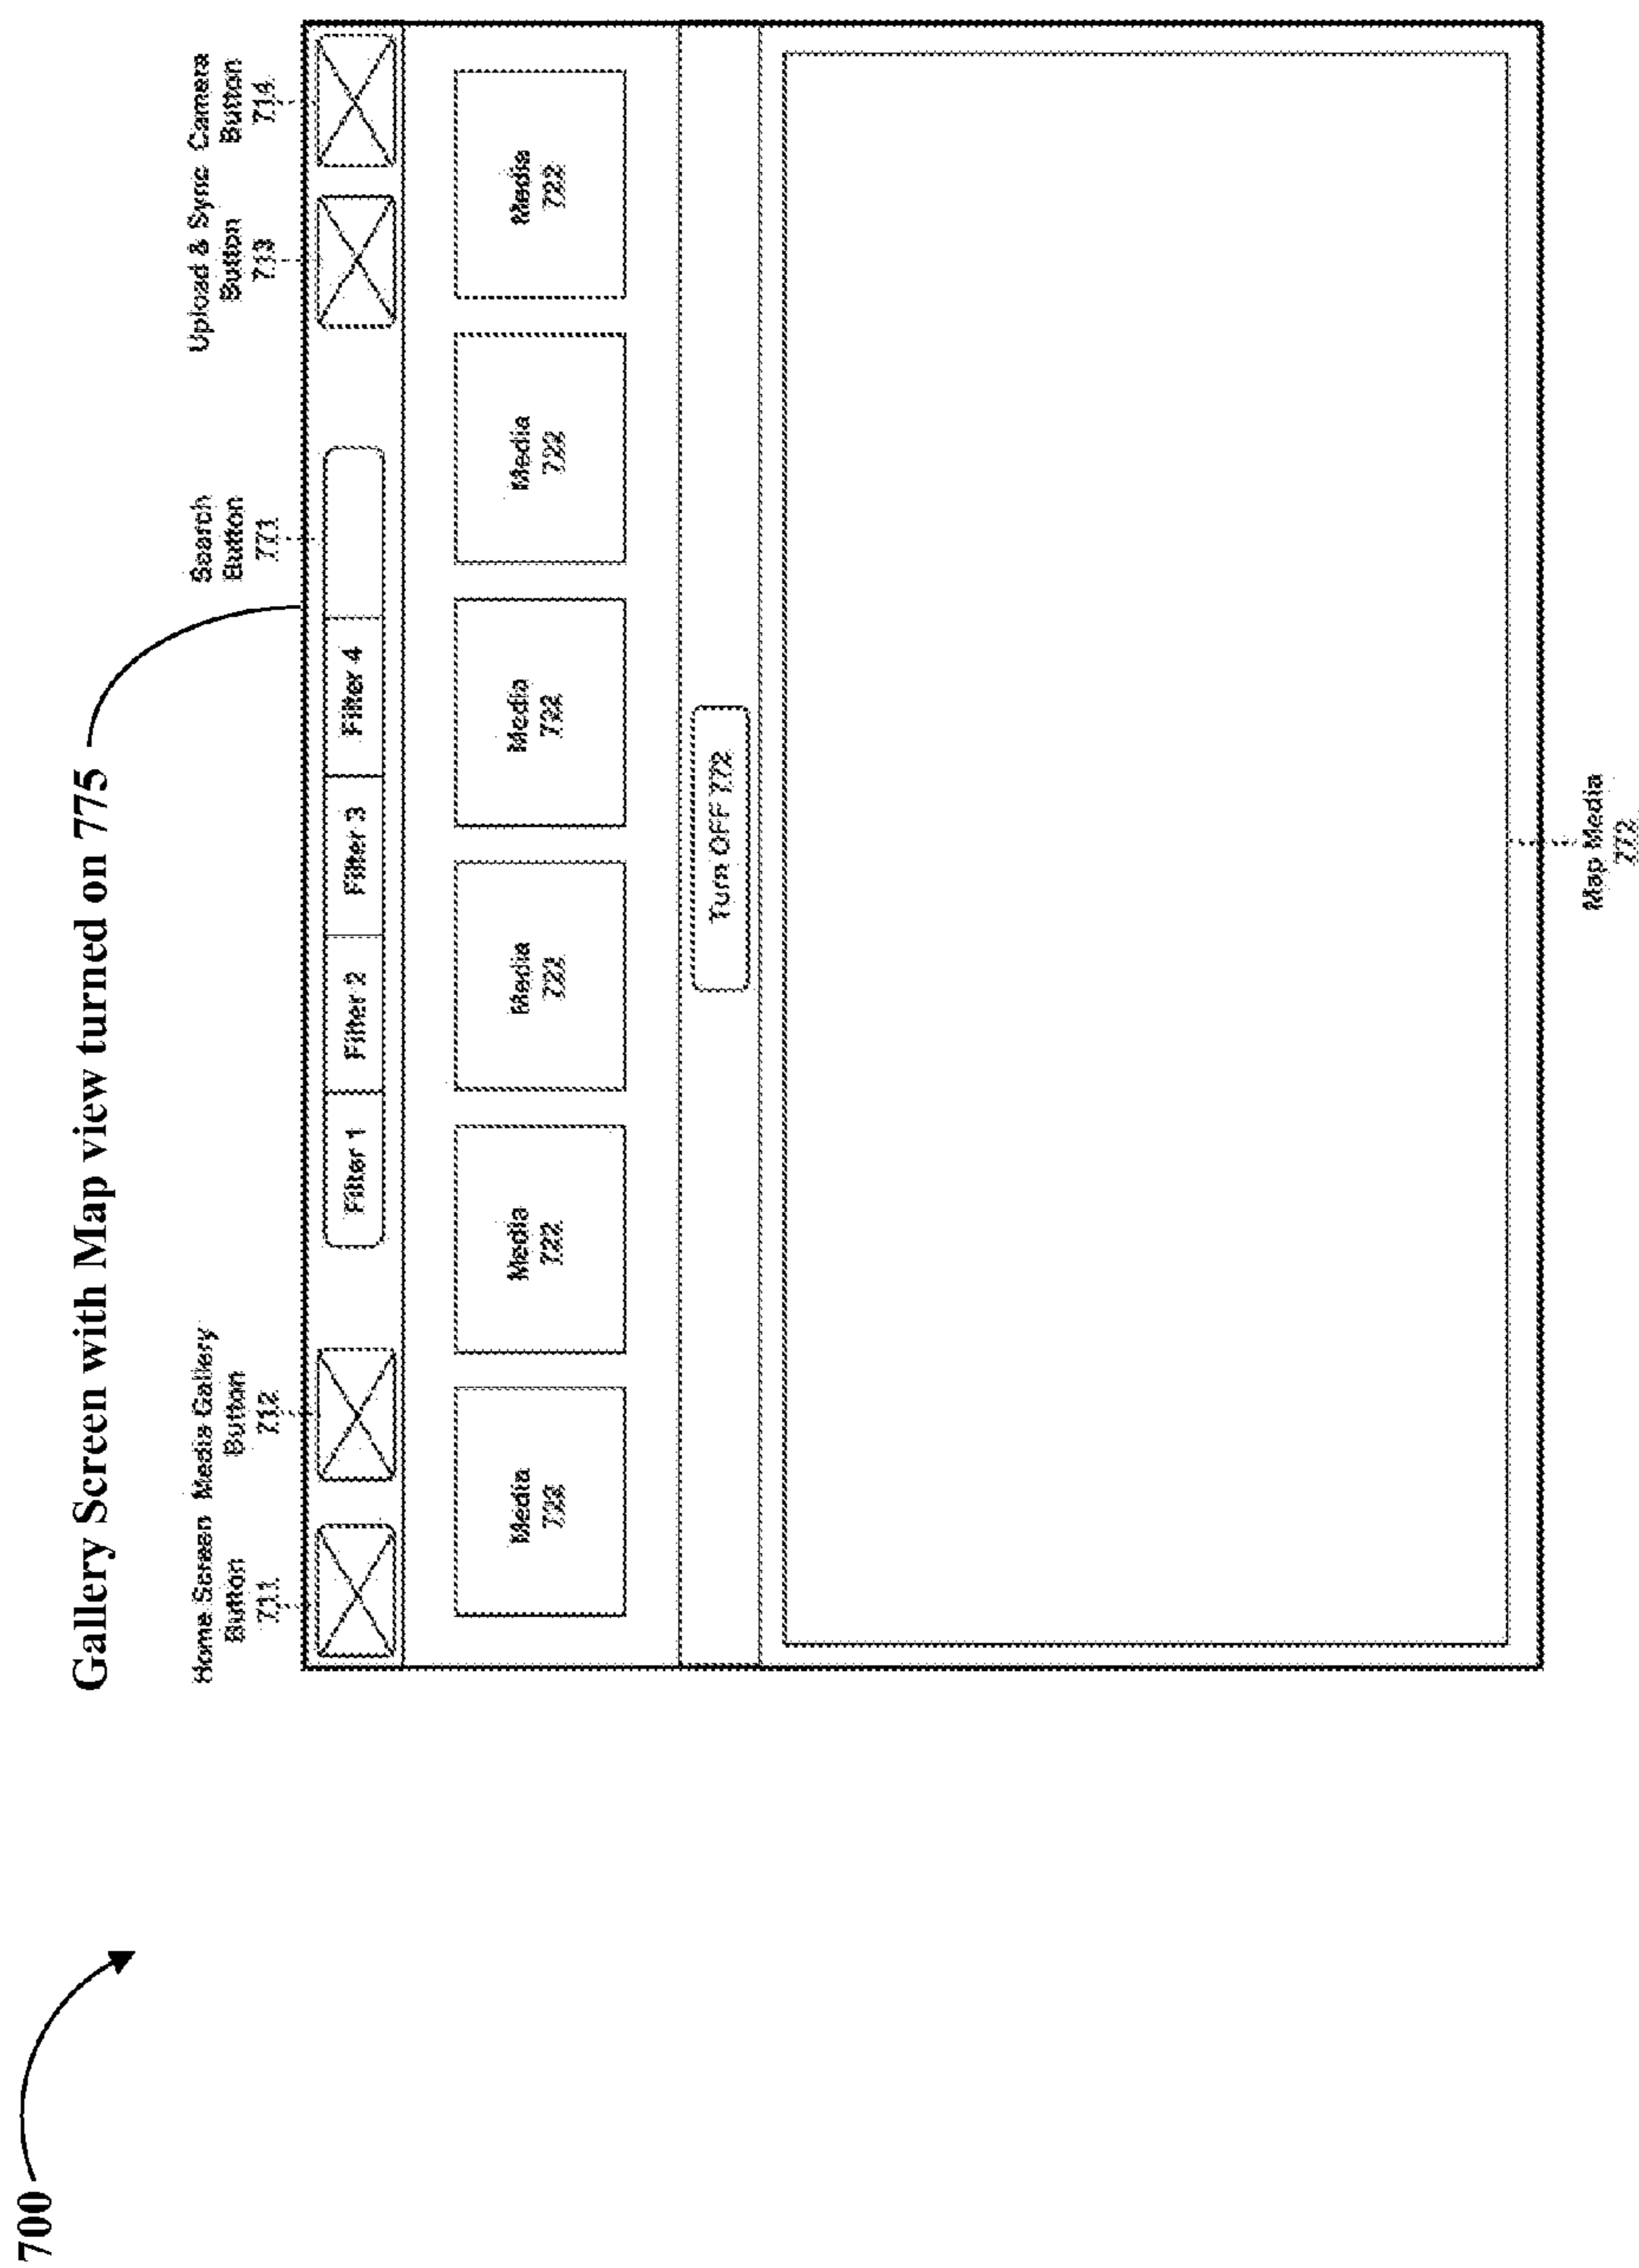 700
Gallery Screen with Map view turned on 775
Home Screen
Button
711
Media Gallery
Button
712
Search
Button
771
Upload & Sync
Button
713
Camera
Button
714
Filter 1
Filter 2
Filter 3
Filter 4
Media
722
Media
722
Media
722
Media
722
Media
722
Media
722
Turn OFF 772
Map Media
773